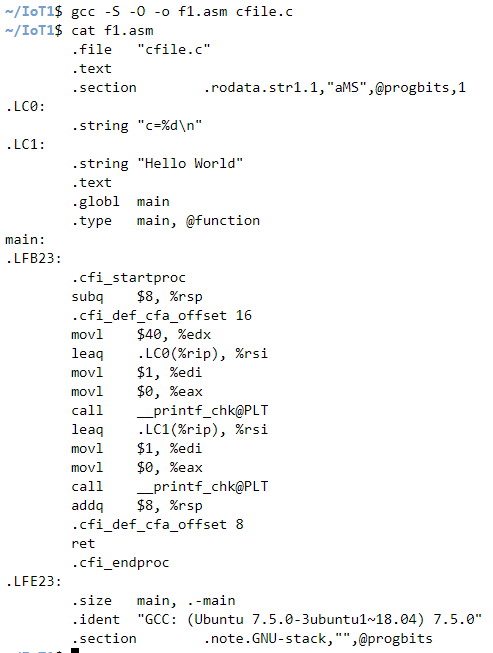 ~/IoT1$ gcc -S -O -o f1.asm cfile.c
~/IoT1$ cat f1.asm
.file "cfile.c"
.text
.section .rodata.str1.1,"aMS",@progbits,1
.LC0:
.string "c=%d\n"
.LC1:
.string "Hello World"
.text
.globl main
.type main, @function
main:
.LFB23:
.cfi_startproc
subq $8, %rsp
.cfi_def_cfa_offset 16
movl $40, %edx
leaq .LC0(%rip), %rsi
movl $1, %edi
movl $0, %eax
call __printf_chk@PLT
leaq .LC1(%rip), %rsi
movl $1, %edi
movl $0, %eax
call __printf_chk@PLT
addq $8, %rsp
.cfi_def_cfa_offset 8
ret
.cfi_endproc
.LFE23:
.size main, .-main
.ident "GCC: (Ubuntu 7.5.0-3ubuntu1~18.04) 7.5.0"
.section .note.GNU-stack,"",@progbits
~/IoT1$